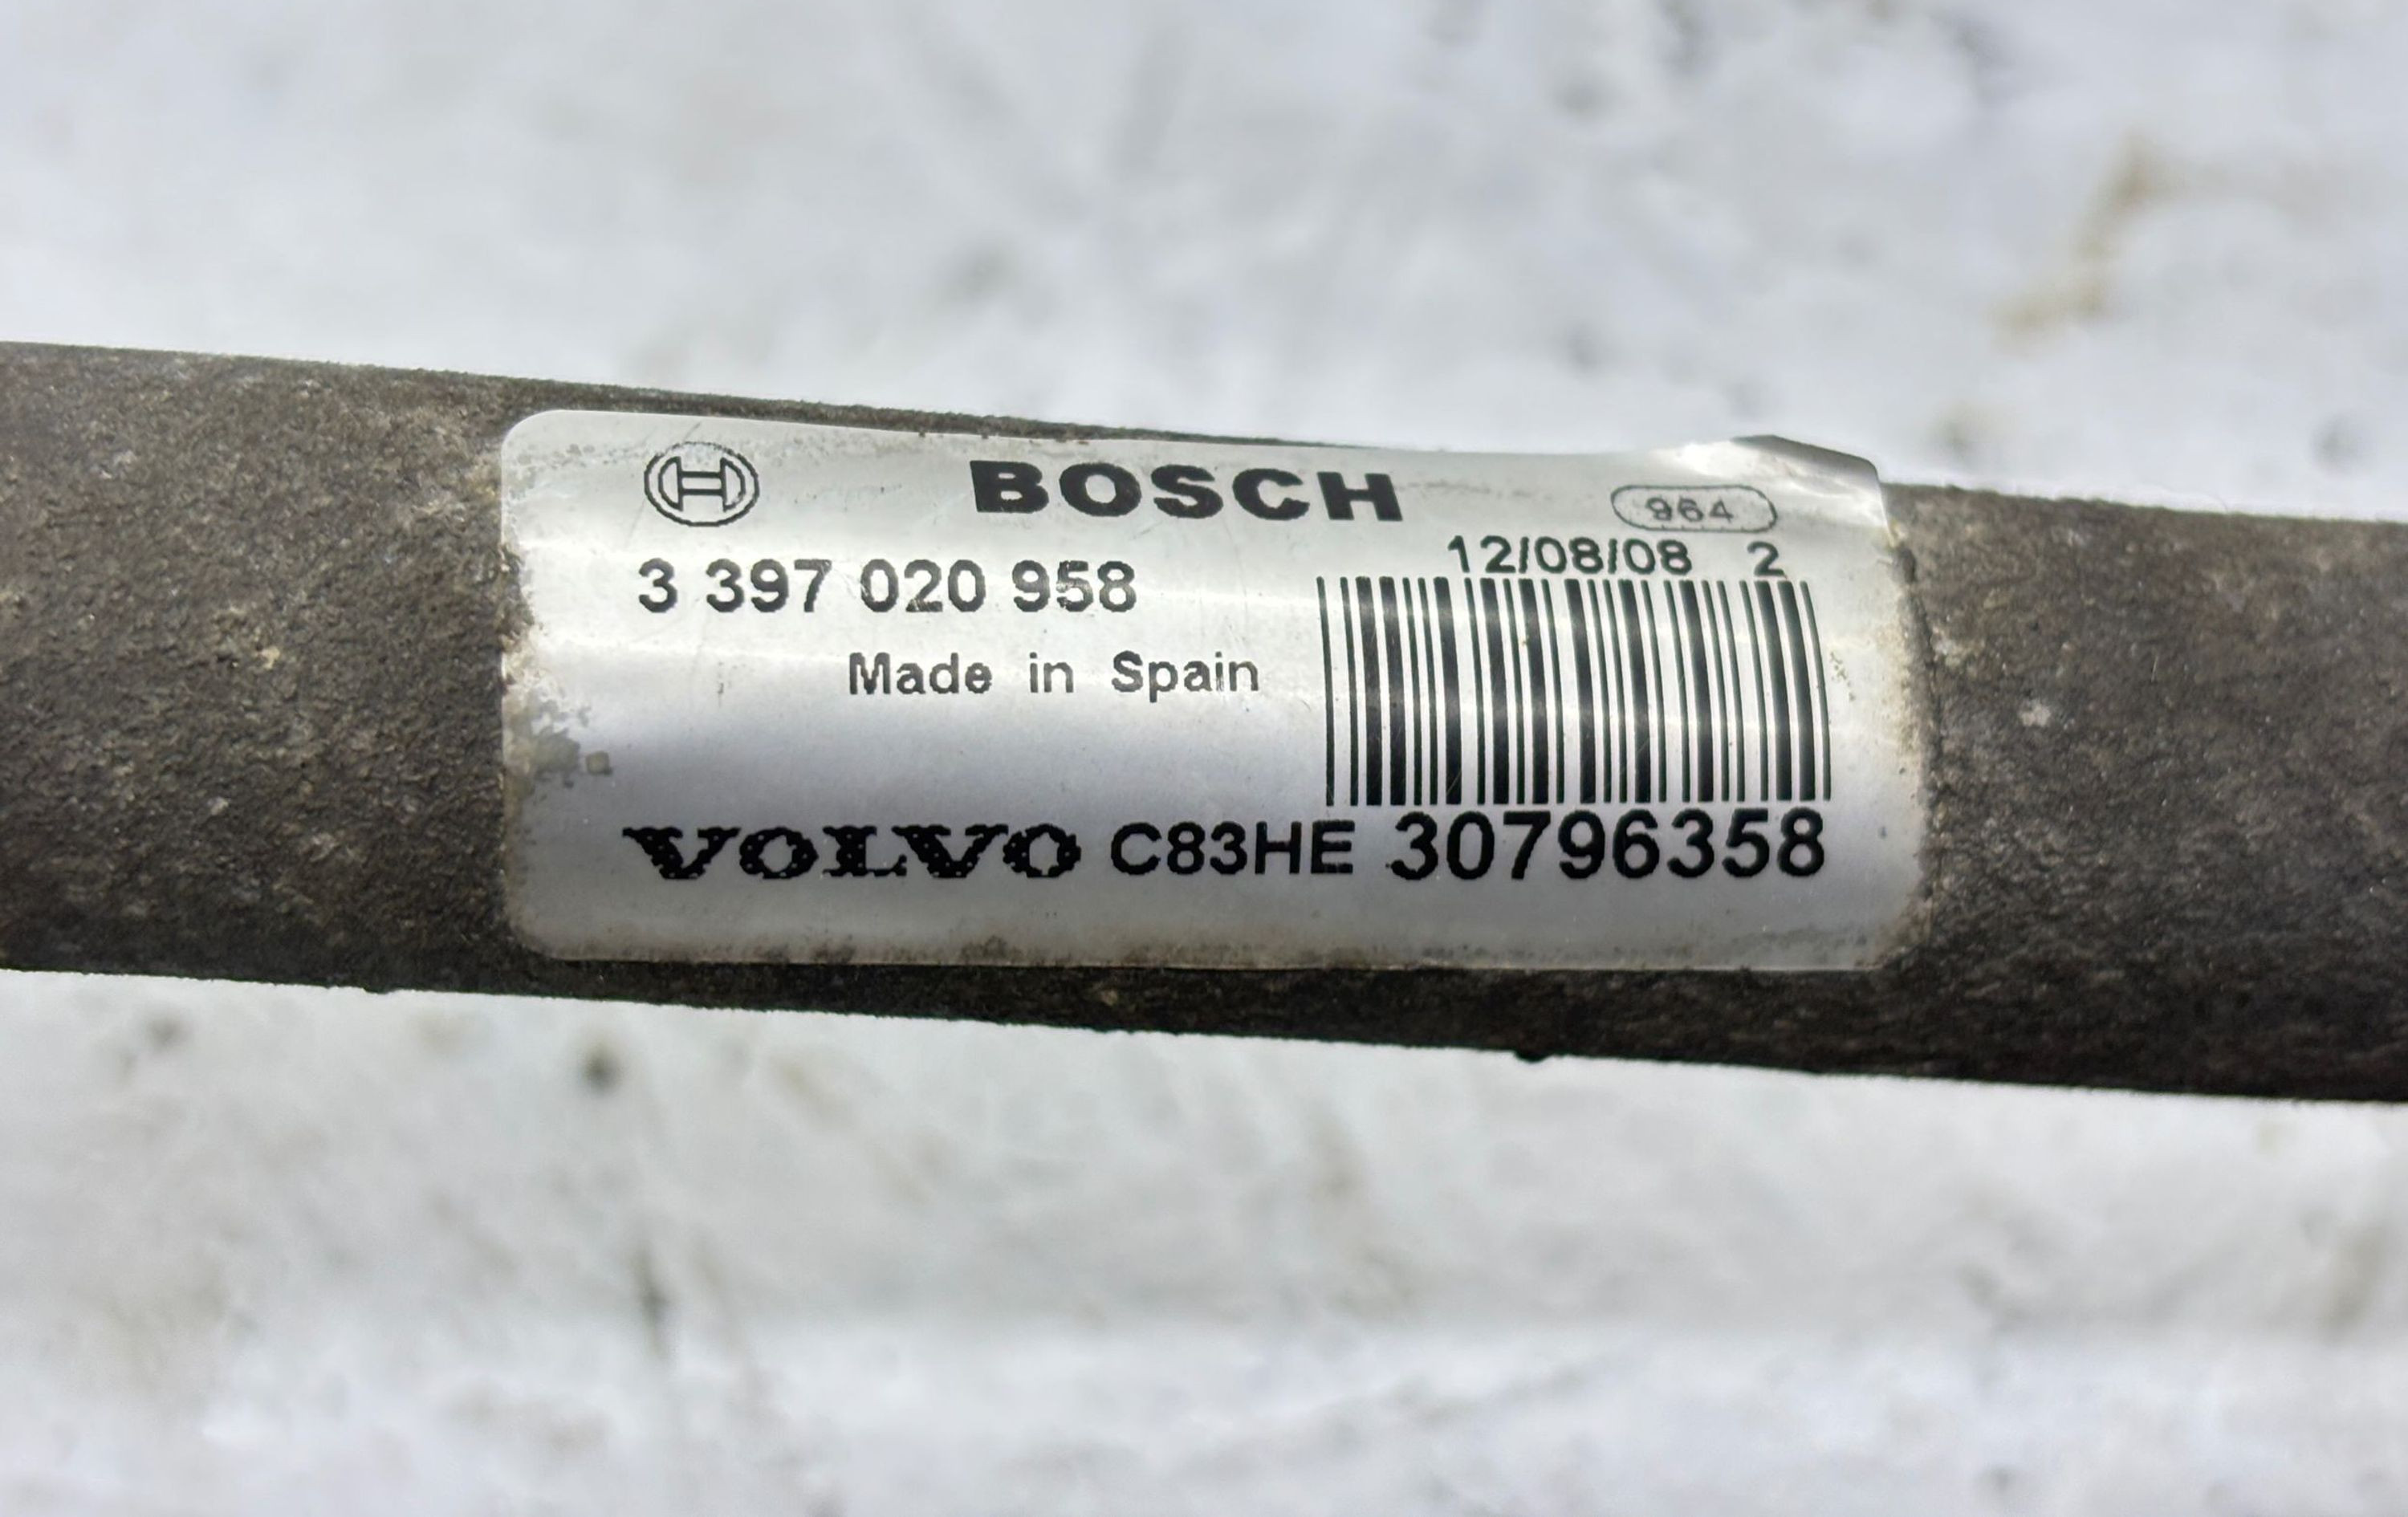 BOSCH 964
12/08/08 2
3 397 020 958
Made in Spain
VOLVO C83HE 30796358